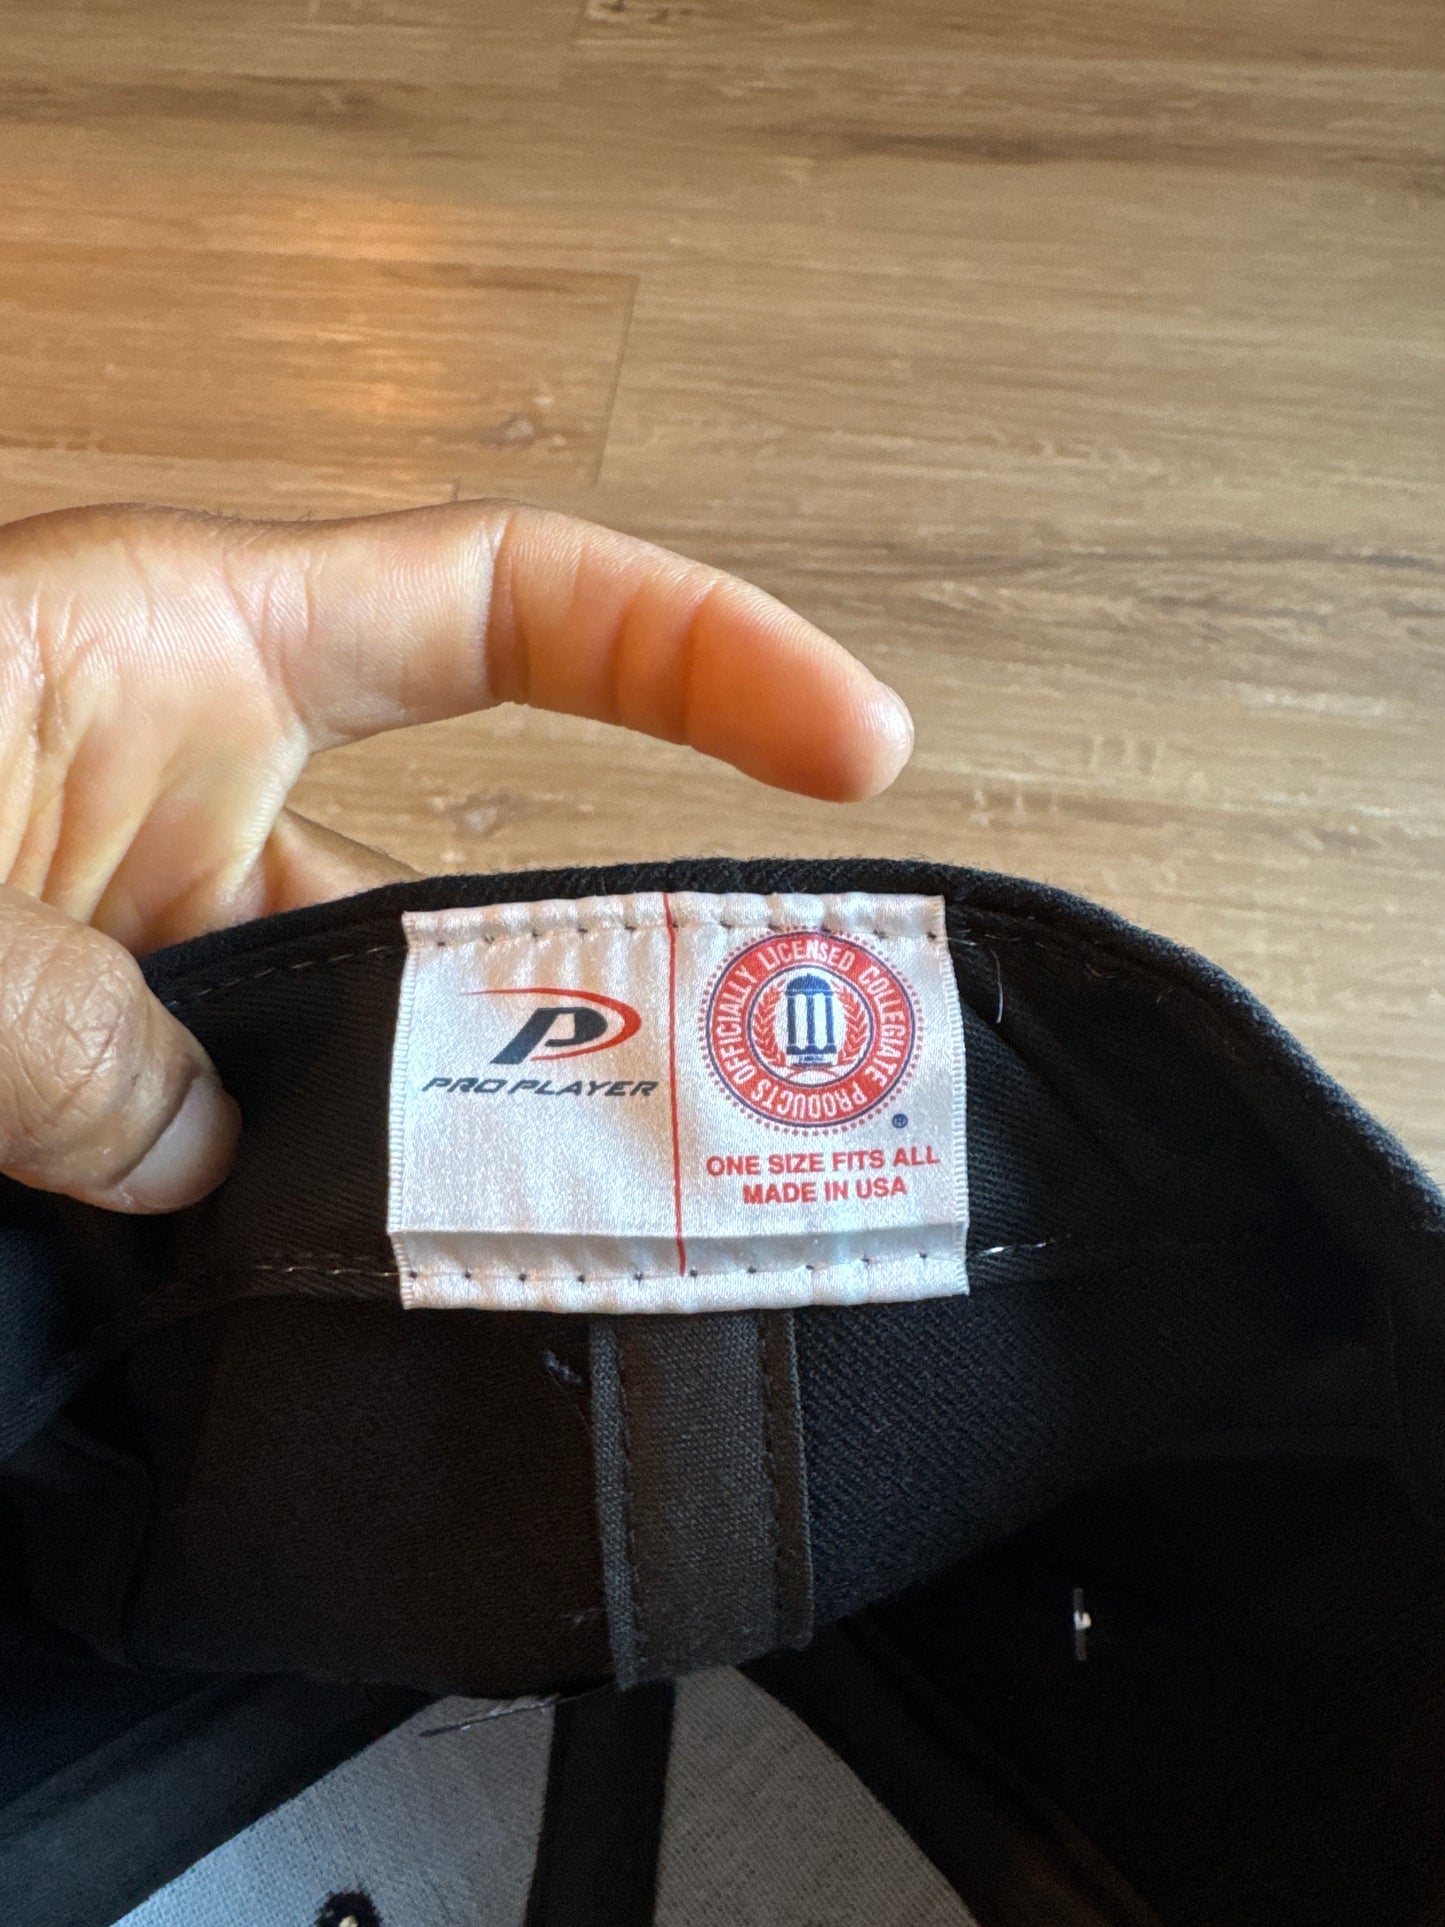 PRO PLAYER
OFFICIALLY LICENSED COLLEGIATE PRODUCTS
®
ONE SIZE FITS ALL
MADE IN USA